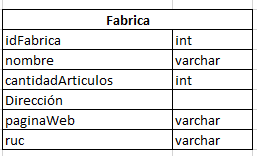 Fabrica
idFabrica int
nombre varchar
cantidadArticulos int
Dirección
paginaWeb varchar
ruc varchar